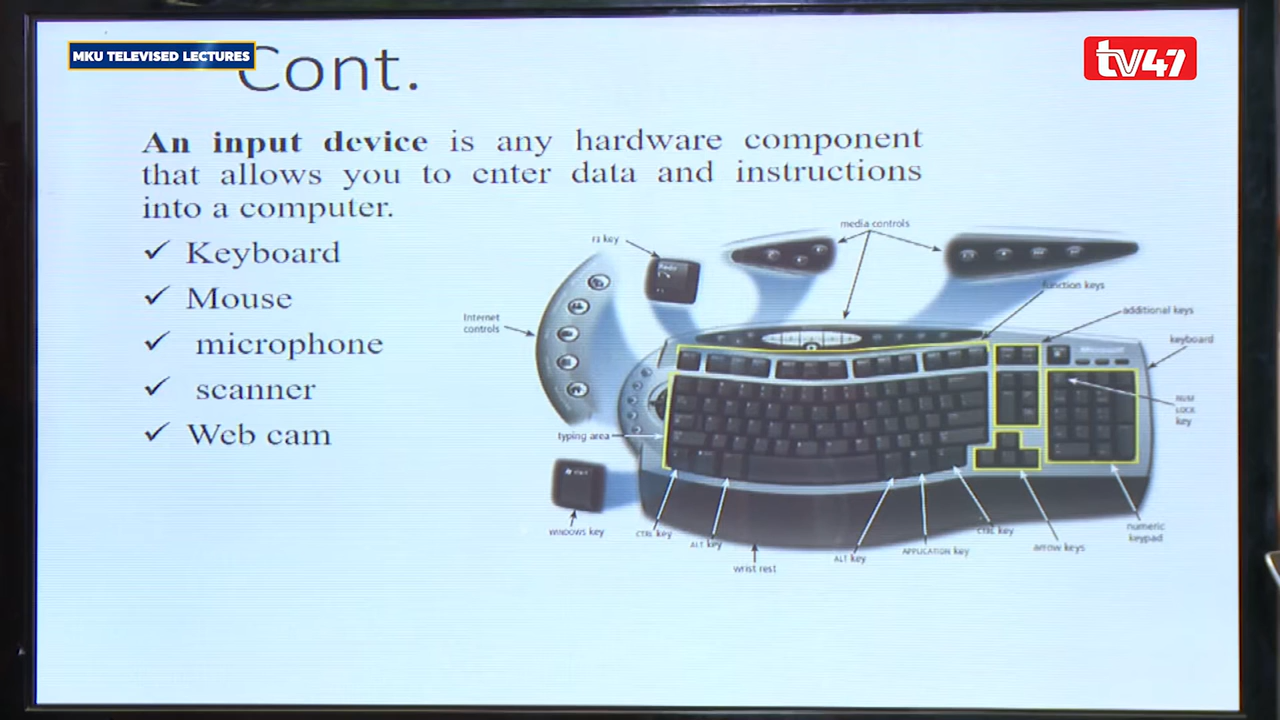 MKU TELEVISED LECTURES
tv47
Cont.
An input device is any hardware component
that allows you to enter data and instructions
into a computer.
✓ Keyboard
✓ Mouse
✓ microphone
✓ scanner
✓ Web cam
media controls
key
function keys
Internet
controls
additional keys
keyboard
NUM
LOCK
key
typing area
WINDOWS key
CTRL key
ALT key
wrist rest
ALT key
APPLICATION key
CTRL key
arrow keys
numeric
keypad